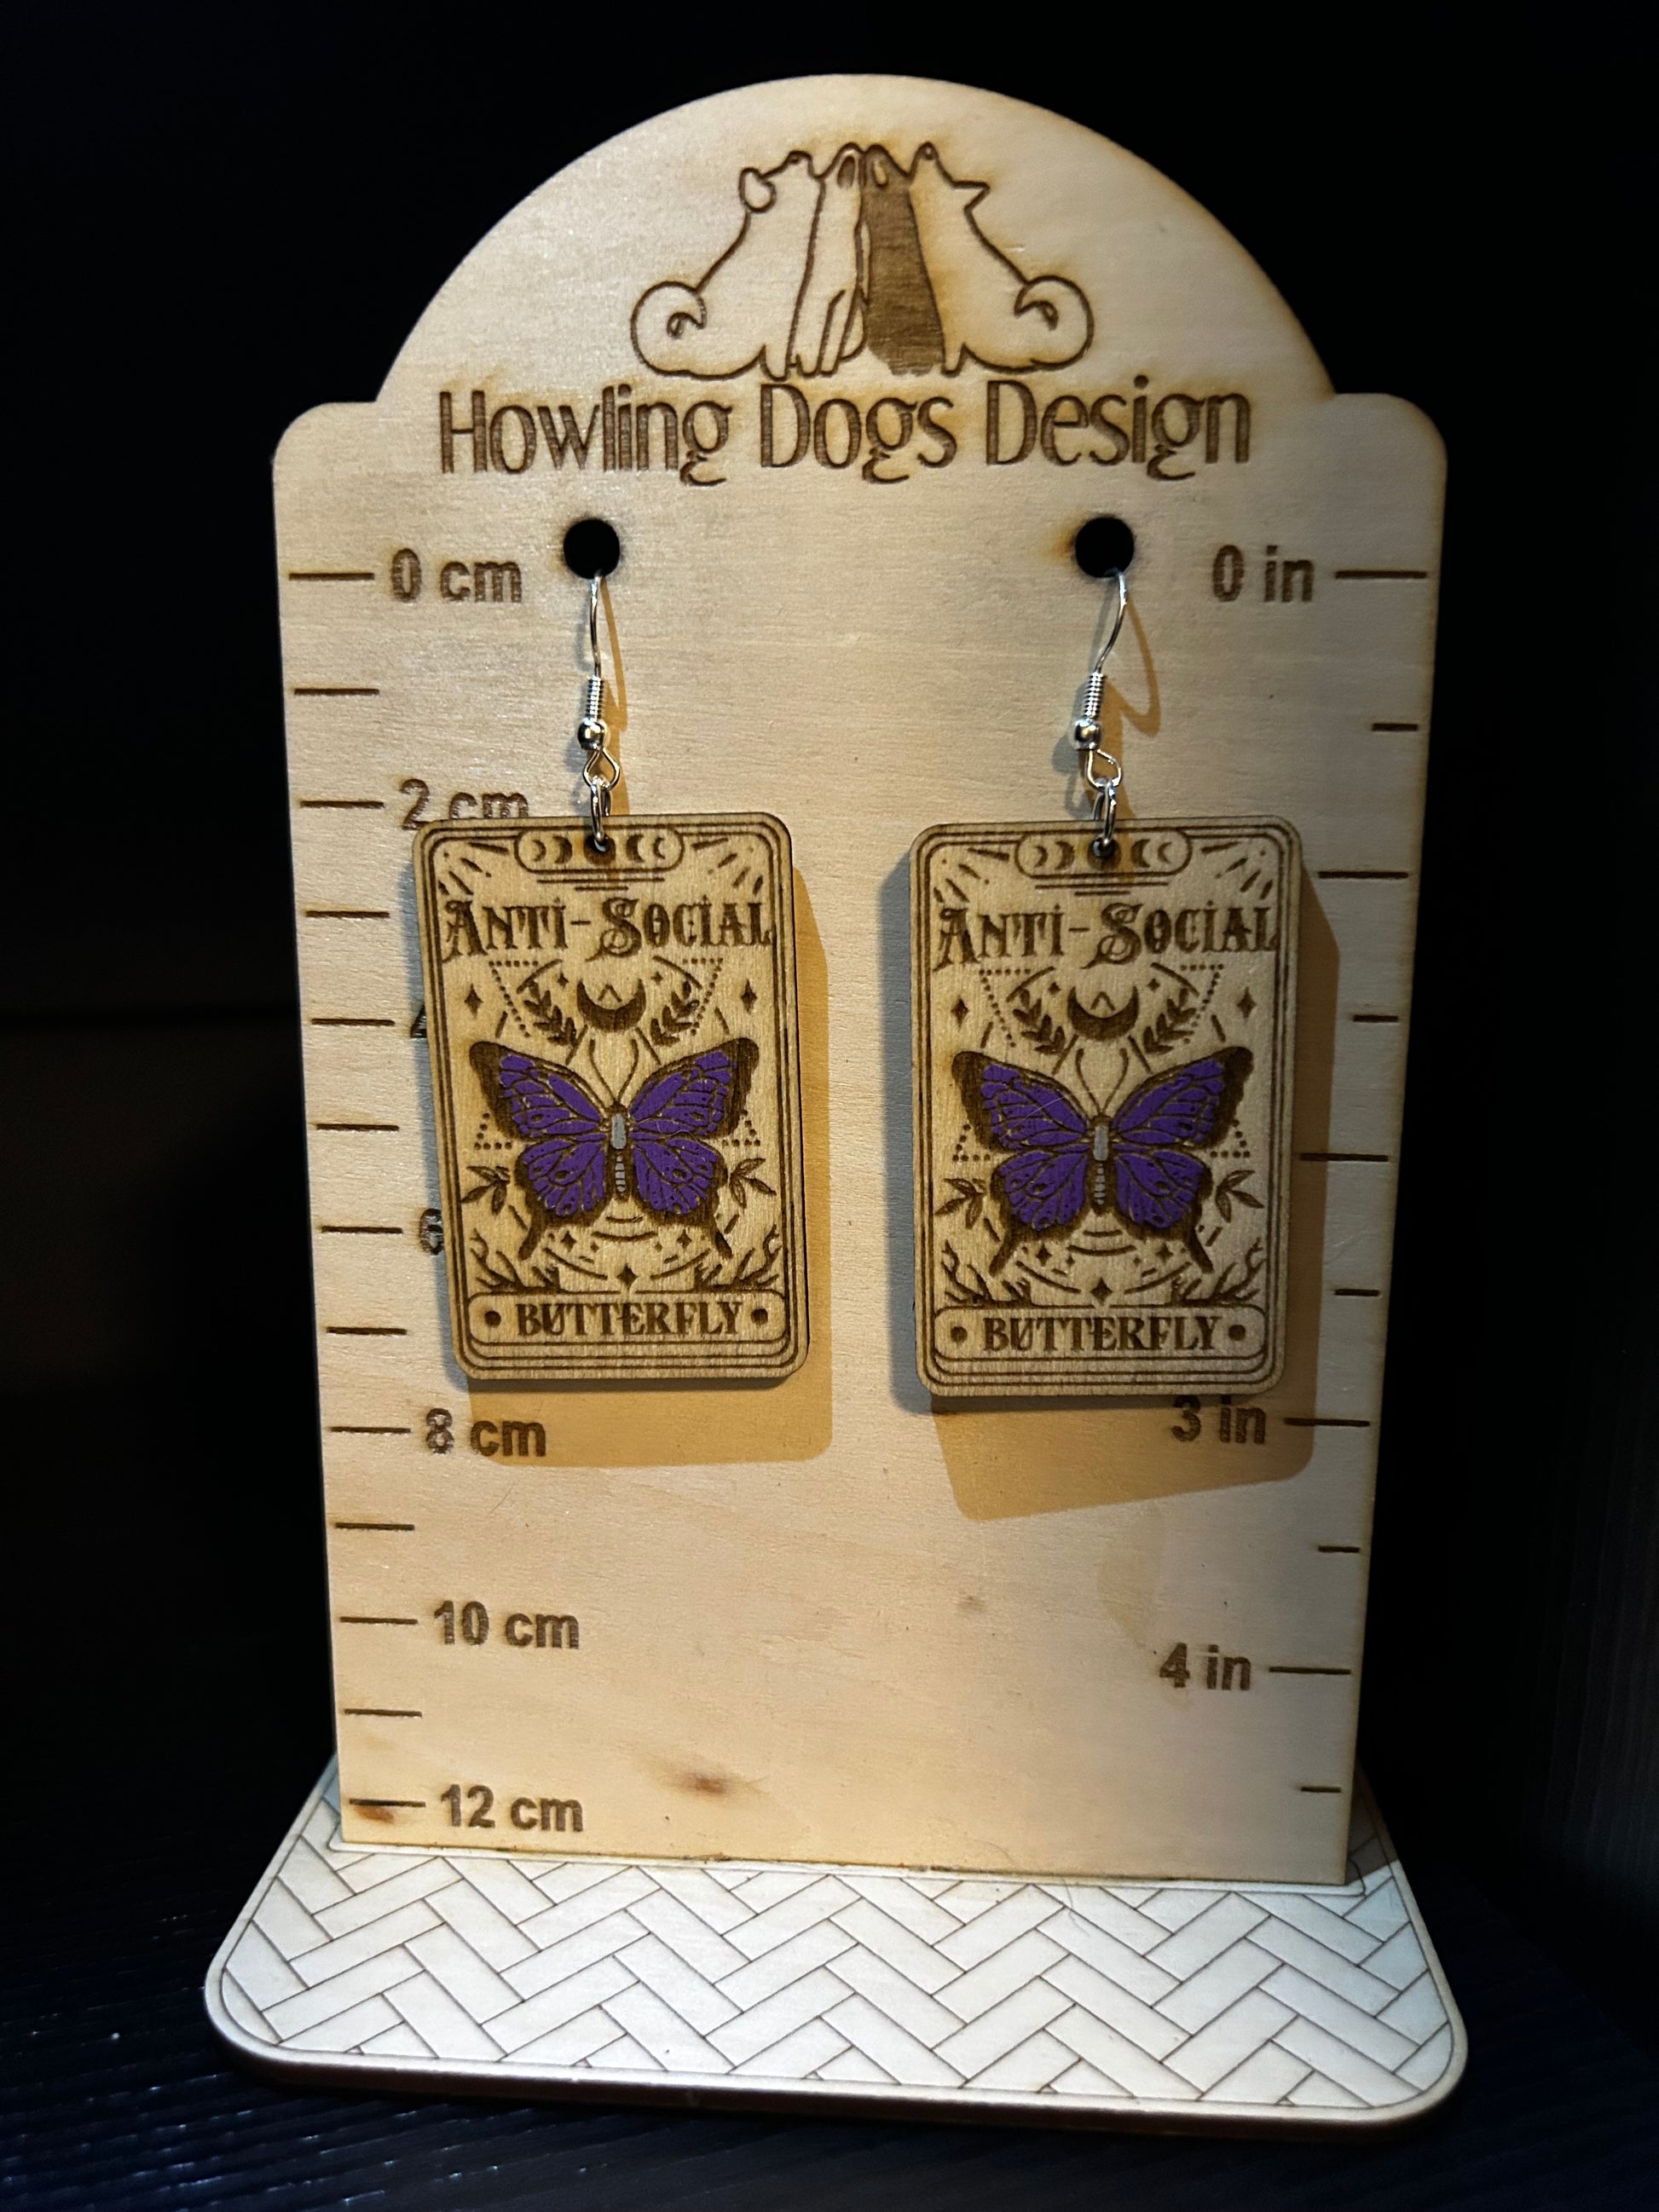 Howling Dogs Design
0 cm
0 in
2 cm
ANTI-SOCIAL
ANTI-SOCIAL
6
BUTTERFLY
BUTTERFLY
8 cm
3 in
10 cm
4 in
12 cm